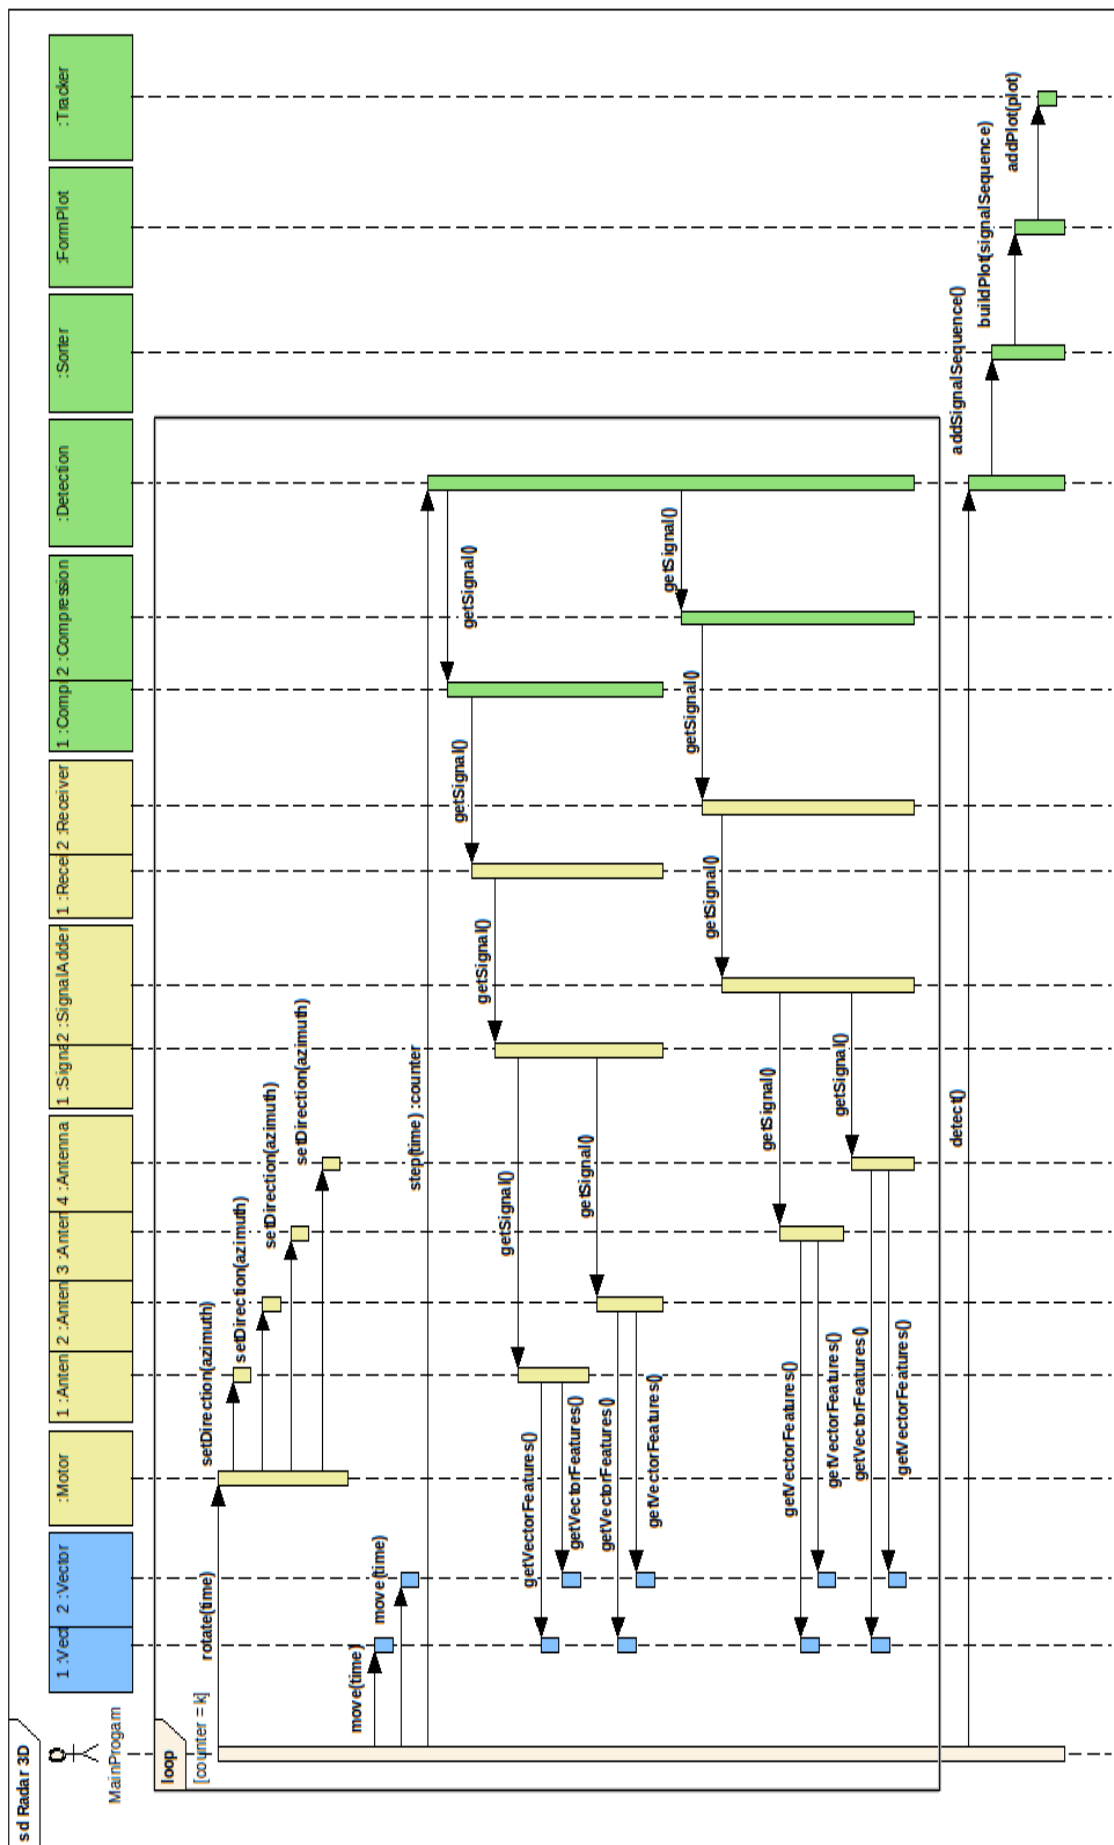 sd Radar 3D
MainProgam
1 :Vect
2 :Vector
:Motor
1 :Anten
2 :Anten
3 :Anten
4 :Antenna
1 :Signa
2 :SignalAdder
1 :Recei
2 :Receiver
1 :Compr
2 :Compression
:Detection
:Sorter
:FormPlot
:Tracker
loop
[counter = k]
rotate(time)
setDirection(azimuth)
setDirection(azimuth)
setDirection(azimuth)
setDirection(azimuth)
move(time)
move(time)
step(time) :counter
getSignal()
getSignal()
getSignal()
getSignal()
getVectorFeatures()
getVectorFeatures()
getSignal()
getVectorFeatures()
getVectorFeatures()
getSignal()
getSignal()
getSignal()
getSignal()
getVectorFeatures()
getVectorFeatures()
getSignal()
getVectorFeatures()
getVectorFeatures()
detect()
addSignalSequence()
buildPlot(signalSequence)
addPlot(plot)